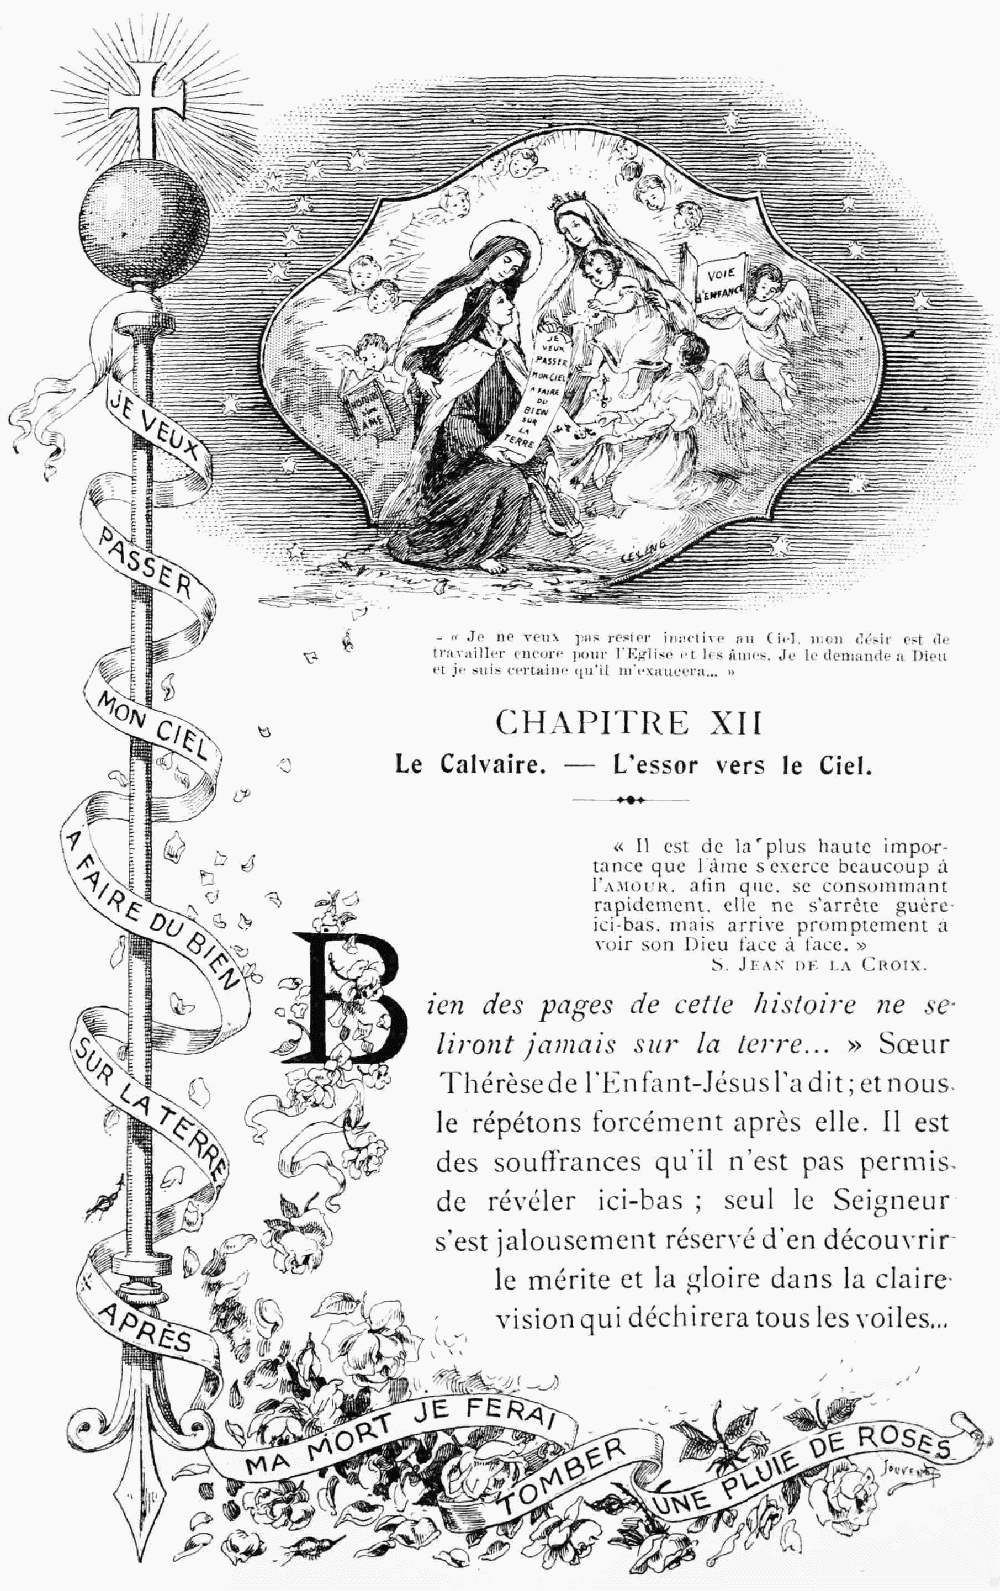 VOIE
D'ENFANCE
HISTOIRE
D'UNE
AME
JE
VEUX
PASSER
MON CIEL
A FAIRE
DU
BIEN
SUR
LA
TERRE
CÉLINE
JE VEUX
PASSER
MON CIEL
A FAIRE DU BIEN
SUR LA TERRE
+ APRÈS
MA MORT JE FERAI
TOMBER
UNE PLUIE DE ROSES
– « Je ne veux pas rester inactive au Ciel, mon désir est de
travailler encore pour l'Eglise et les âmes. Je le demande a Dieu
et je suis certaine qu'il m'exaucera... »
CHAPITRE XII
Le Calvaire. — L'essor vers le Ciel.
« Il est de la plus haute impor-
tance que l'âme s'exerce beaucoup à
l'AMOUR, afin que, se consommant
rapidement, elle ne s'arrête guère
ici-bas, mais arrive promptement à
voir son Dieu face à face. »
S. JEAN DE LA CROIX.
Bien des pages de cette histoire ne se
liront jamais sur la terre... » Sœur
Thérèse de l'Enfant-Jésus l'a dit; et nous
le répétons forcément après elle. Il est
des souffrances qu'il n'est pas permis
de révéler ici-bas ; seul le Seigneur
s'est jalousement réservé d'en découvrir
le mérite et la gloire dans la claire
vision qui déchirera tous les voiles...